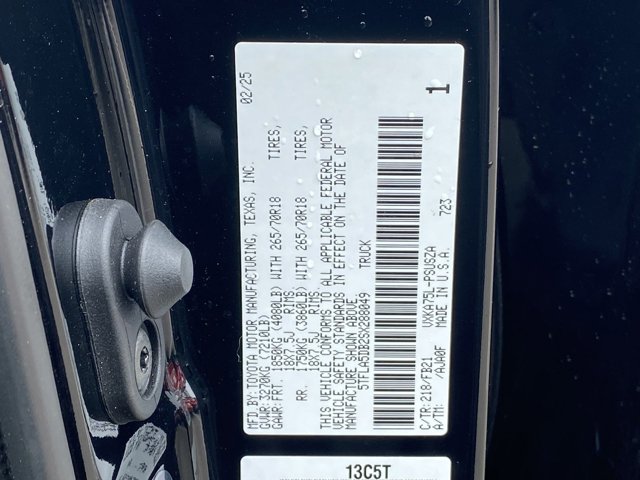 MFD.BY:TOYOTA MOTOR MANUFACTURING, TEXAS, INC. 02/25
GVWR:3270KG(7210LB)
GAWR:FRT. 1850KG(4080LB) WITH 265/70R18 TIRES,
18X7.5J RIMS
RR. 1750KG(3860LB) WITH 265/70R18 TIRES,
18X7.5J RIMS
THIS VEHICLE CONFORMS TO ALL APPLICABLE FEDERAL MOTOR
VEHICLE SAFETY STANDARDS IN EFFECT ON THE DATE OF
MANUFACTURE SHOWN ABOVE.
5TFLA5DB2SX288049 TRUCK
C/TR:218/FB21 VXKA75L-PSUSZA 723
A/TM: /AJA0F MADE IN U.S.A. 1
13C5T